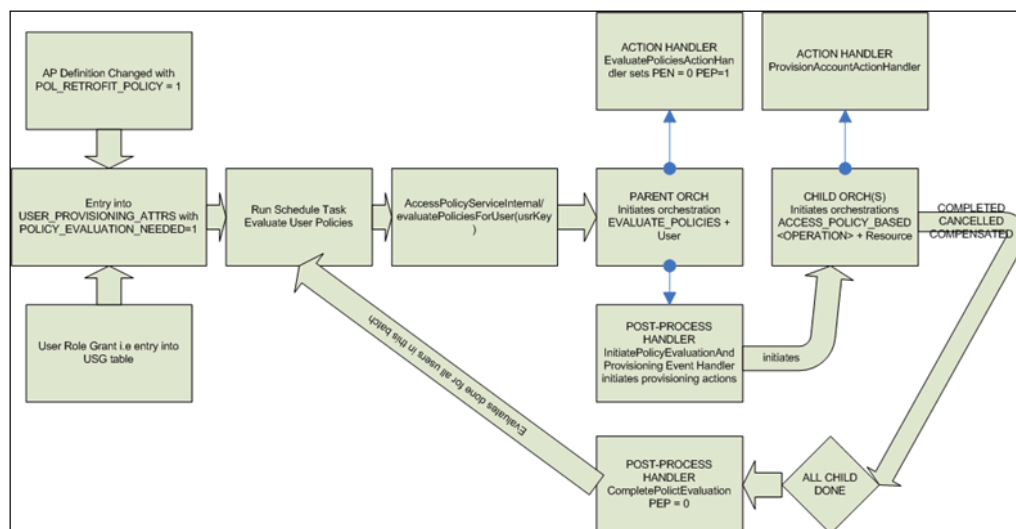 AP Definition Changed with
POL_RETROFIT_POLICY = 1
ACTION HANDLER
EvaluatePoliciesActionHan
dler sets PEN = 0 PEP=1
ACTION HANDLER
ProvisionAccountActionHandler
Entry into
USER_PROVISIONING_ATTRS with
POLICY_EVALUATION_NEEDED=1
Run Schedule Task
Evaluate User Policies
AccessPolicyServiceInternal/
evaluatePoliciesForUser(usrKey
)
PARENT ORCH
Initiates orchestration
EVALUATE_POLICIES +
User
CHILD ORCH(S)
Initiates orchestrations
ACCESS_POLICY_BASED
<OPERATION> + Resource
COMPLETED
CANCELLED
COMPENSATED
User Role Grant i.e entry into
USG table
POST-PROCESS
HANDLER
InitiatePolicyEvaluationAnd
Provisioning Event Handler
initiates provisioning actions
initiates
Evaluates done for all users in this batch
POST-PROCESS
HANDLER
CompletePolictEvaluation
PEP = 0
ALL CHILD
DONE